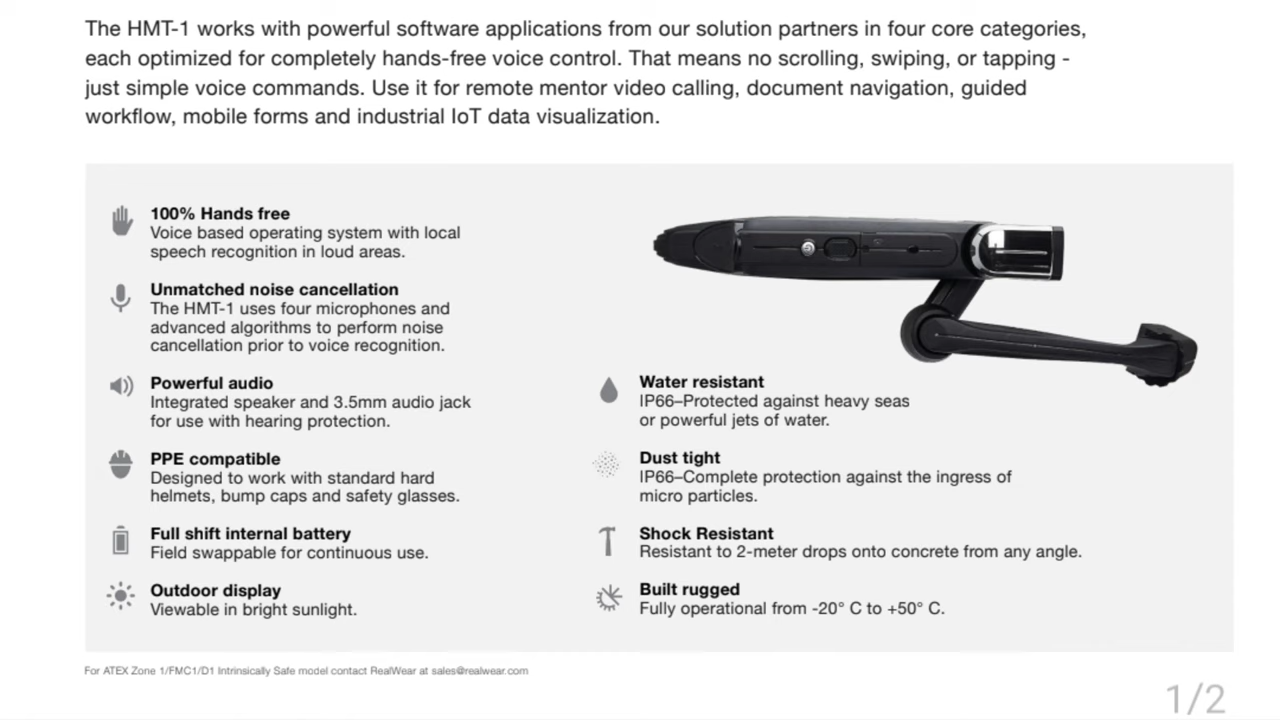 The HMT-1 works with powerful software applications from our solution partners in four core categories,
each optimized for completely hands-free voice control. That means no scrolling, swiping, or tapping -
just simple voice commands. Use it for remote mentor video calling, document navigation, guided
workflow, mobile forms and industrial IoT data visualization.
100% Hands free
Voice based operating system with local
speech recognition in loud areas.
Unmatched noise cancellation
The HMT-1 uses four microphones and
advanced algorithms to perform noise
cancellation prior to voice recognition.
Powerful audio
Integrated speaker and 3.5mm audio jack
for use with hearing protection.
PPE compatible
Designed to work with standard hard
helmets, bump caps and safety glasses.
Full shift internal battery
Field swappable for continuous use.
Outdoor display
Viewable in bright sunlight.
Water resistant
IP66–Protected against heavy seas
or powerful jets of water.
Dust tight
IP66–Complete protection against the ingress of
micro particles.
Shock Resistant
Resistant to 2-meter drops onto concrete from any angle.
Built rugged
Fully operational from -20° C to +50° C.
For ATEX Zone 1/FMC1/D1 Intrinsically Safe model contact RealWear at sales@realwear.com
1/2